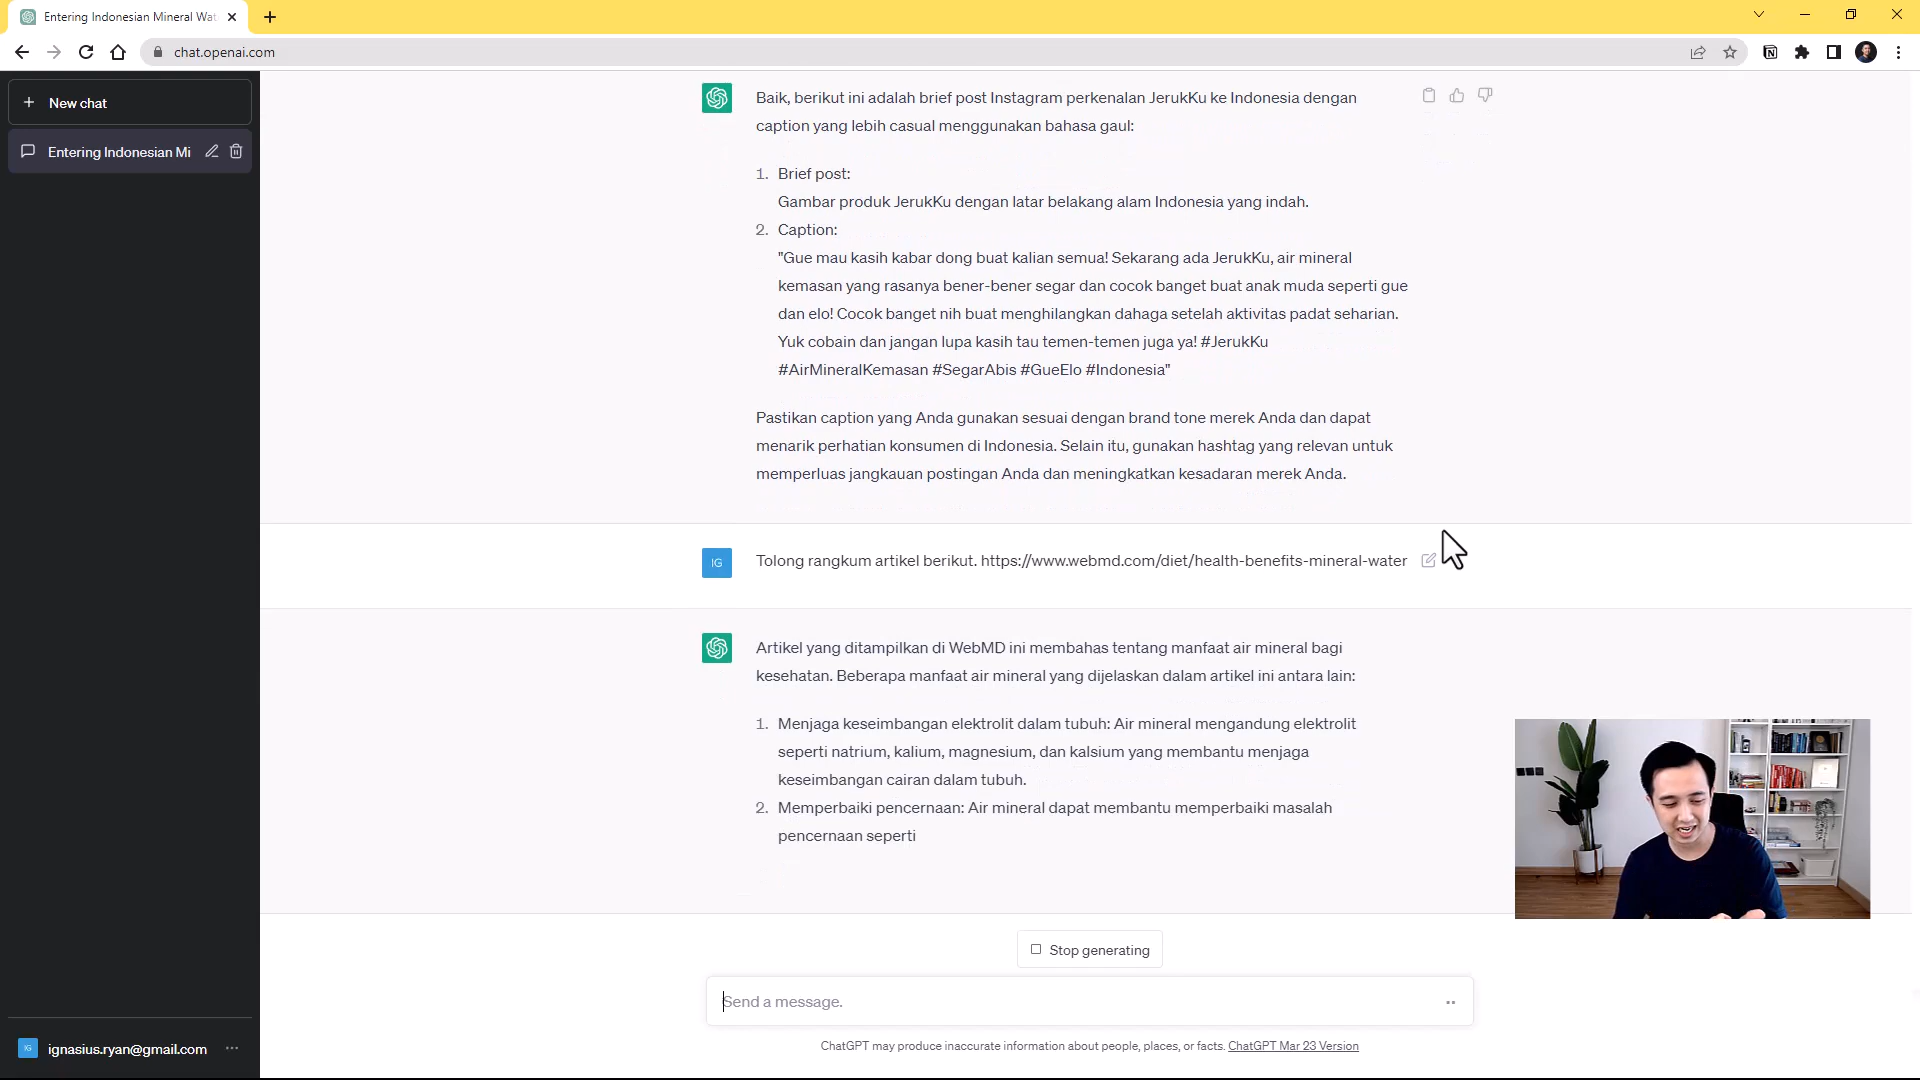 Entering Indonesian Mineral Wat
chat.openai.com
New chat
Entering Indonesian Mi
Baik, berikut ini adalah brief post Instagram perkenalan JerukKu ke Indonesia dengan
caption yang lebih casual menggunakan bahasa gaul:
1. Brief post:
Gambar produk JerukKu dengan latar belakang alam Indonesia yang indah.
2. Caption:
"Gue mau kasih kabar dong buat kalian semua! Sekarang ada JerukKu, air mineral
kemasan yang rasanya bener-bener segar dan cocok banget buat anak muda seperti gue
dan elo! Cocok banget nih buat menghilangkan dahaga setelah aktivitas padat seharian.
Yuk cobain dan jangan lupa kasih tau temen-temen juga ya! #JerukKu
#AirMineralKemasan #SegarAbis #GueElo #Indonesia"
Pastikan caption yang Anda gunakan sesuai dengan brand tone merek Anda dan dapat
menarik perhatian konsumen di Indonesia. Selain itu, gunakan hashtag yang relevan untuk
memperluas jangkauan postingan Anda dan meningkatkan kesadaran merek Anda.
IG
Tolong rangkum artikel berikut. https://www.webmd.com/diet/health-benefits-mineral-water
Artikel yang ditampilkan di WebMD ini membahas tentang manfaat air mineral bagi
kesehatan. Beberapa manfaat air mineral yang dijelaskan dalam artikel ini antara lain:
1. Menjaga keseimbangan elektrolit dalam tubuh: Air mineral mengandung elektrolit
seperti natrium, kalium, magnesium, dan kalsium yang membantu menjaga
keseimbangan cairan dalam tubuh.
2. Memperbaiki pencernaan: Air mineral dapat membantu memperbaiki masalah
pencernaan seperti
Stop generating
Send a message.
ChatGPT may produce inaccurate information about people, places, or facts. ChatGPT Mar 23 Version
IG
ignasius.ryan@gmail.com